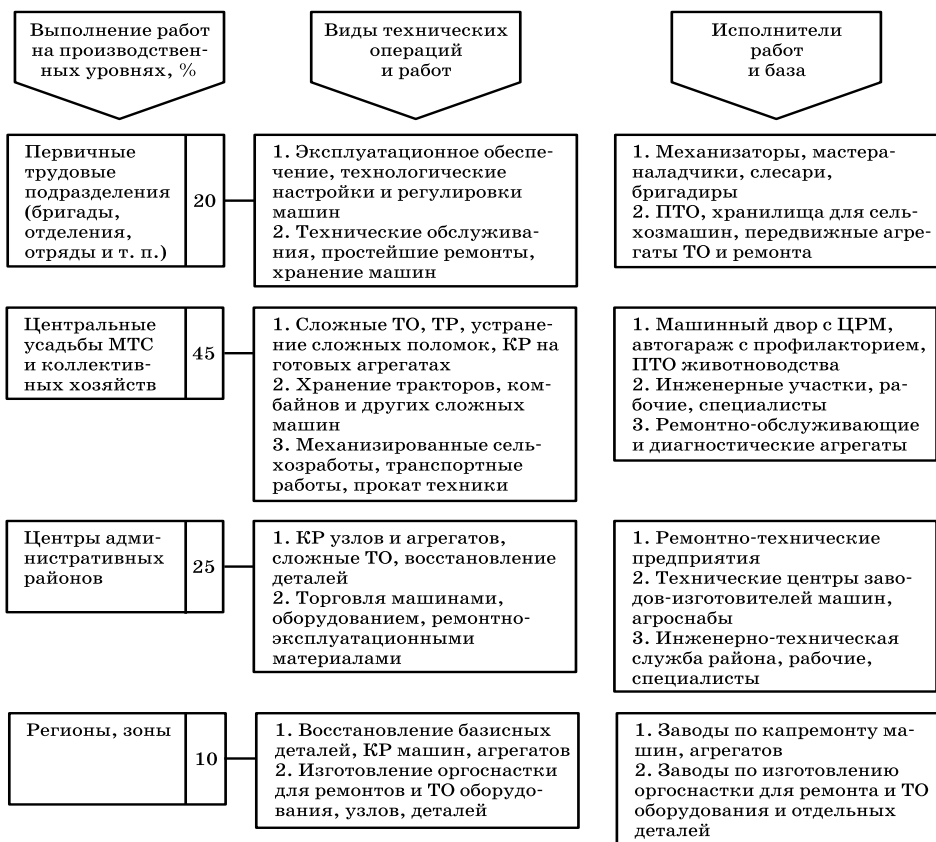 Выполнение работ
на производствен-
ных уровнях, %
Виды технических
операций
и работ
Исполнители
работ
и база
Первичные
трудовые
подразделения
(бригады,
отделения,
отряды и т. п.)
20
1. Эксплуатационное обеспе-
чение, технологические
настройки и регулировки
машин
2. Технические обслужива-
ния, простейшие ремонты,
хранение машин
1. Механизаторы, мастера-
наладчики, слесари,
бригадиры
2. ПТО, хранилища для сель-
хозмашин, передвижные агре-
гаты ТО и ремонта
Центральные
усадьбы МТС
и коллектив-
ных хозяйств
45
1. Сложные ТО, ТР, устране-
ние сложных поломок, КР на
готовых агрегатах
2. Хранение тракторов, ком-
байнов и других сложных
машин
3. Механизированные сель-
хозработы, транспортные
работы, прокат техники
1. Машинный двор с ЦРМ,
автогараж с профилакторием,
ПТО животноводства
2. Инженерные участки, ра-
бочие, специалисты
3. Ремонтно-обслуживающие
и диагностические агрегаты
Центры адми-
нистративных
районов
25
1. КР узлов и агрегатов,
сложные ТО, восстановление
деталей
2. Торговля машинами,
оборудованием, ремонтно-
эксплуатационными
материалами
1. Ремонтно-технические
предприятия
2. Технические центры заво-
дов-изготовителей машин,
агроснабы
3. Инженерно-техническая
служба района, рабочие,
специалисты
Регионы, зоны
10
1. Восстановление базисных
деталей, КР машин, агрегатов
2. Изготовление оргоснастки
для ремонтов и ТО оборудо-
вания, узлов, деталей
1. Заводы по капремонту ма-
шин, агрегатов
2. Заводы по изготовлению
оргоснастки для ремонта и ТО
оборудования и отдельных
деталей